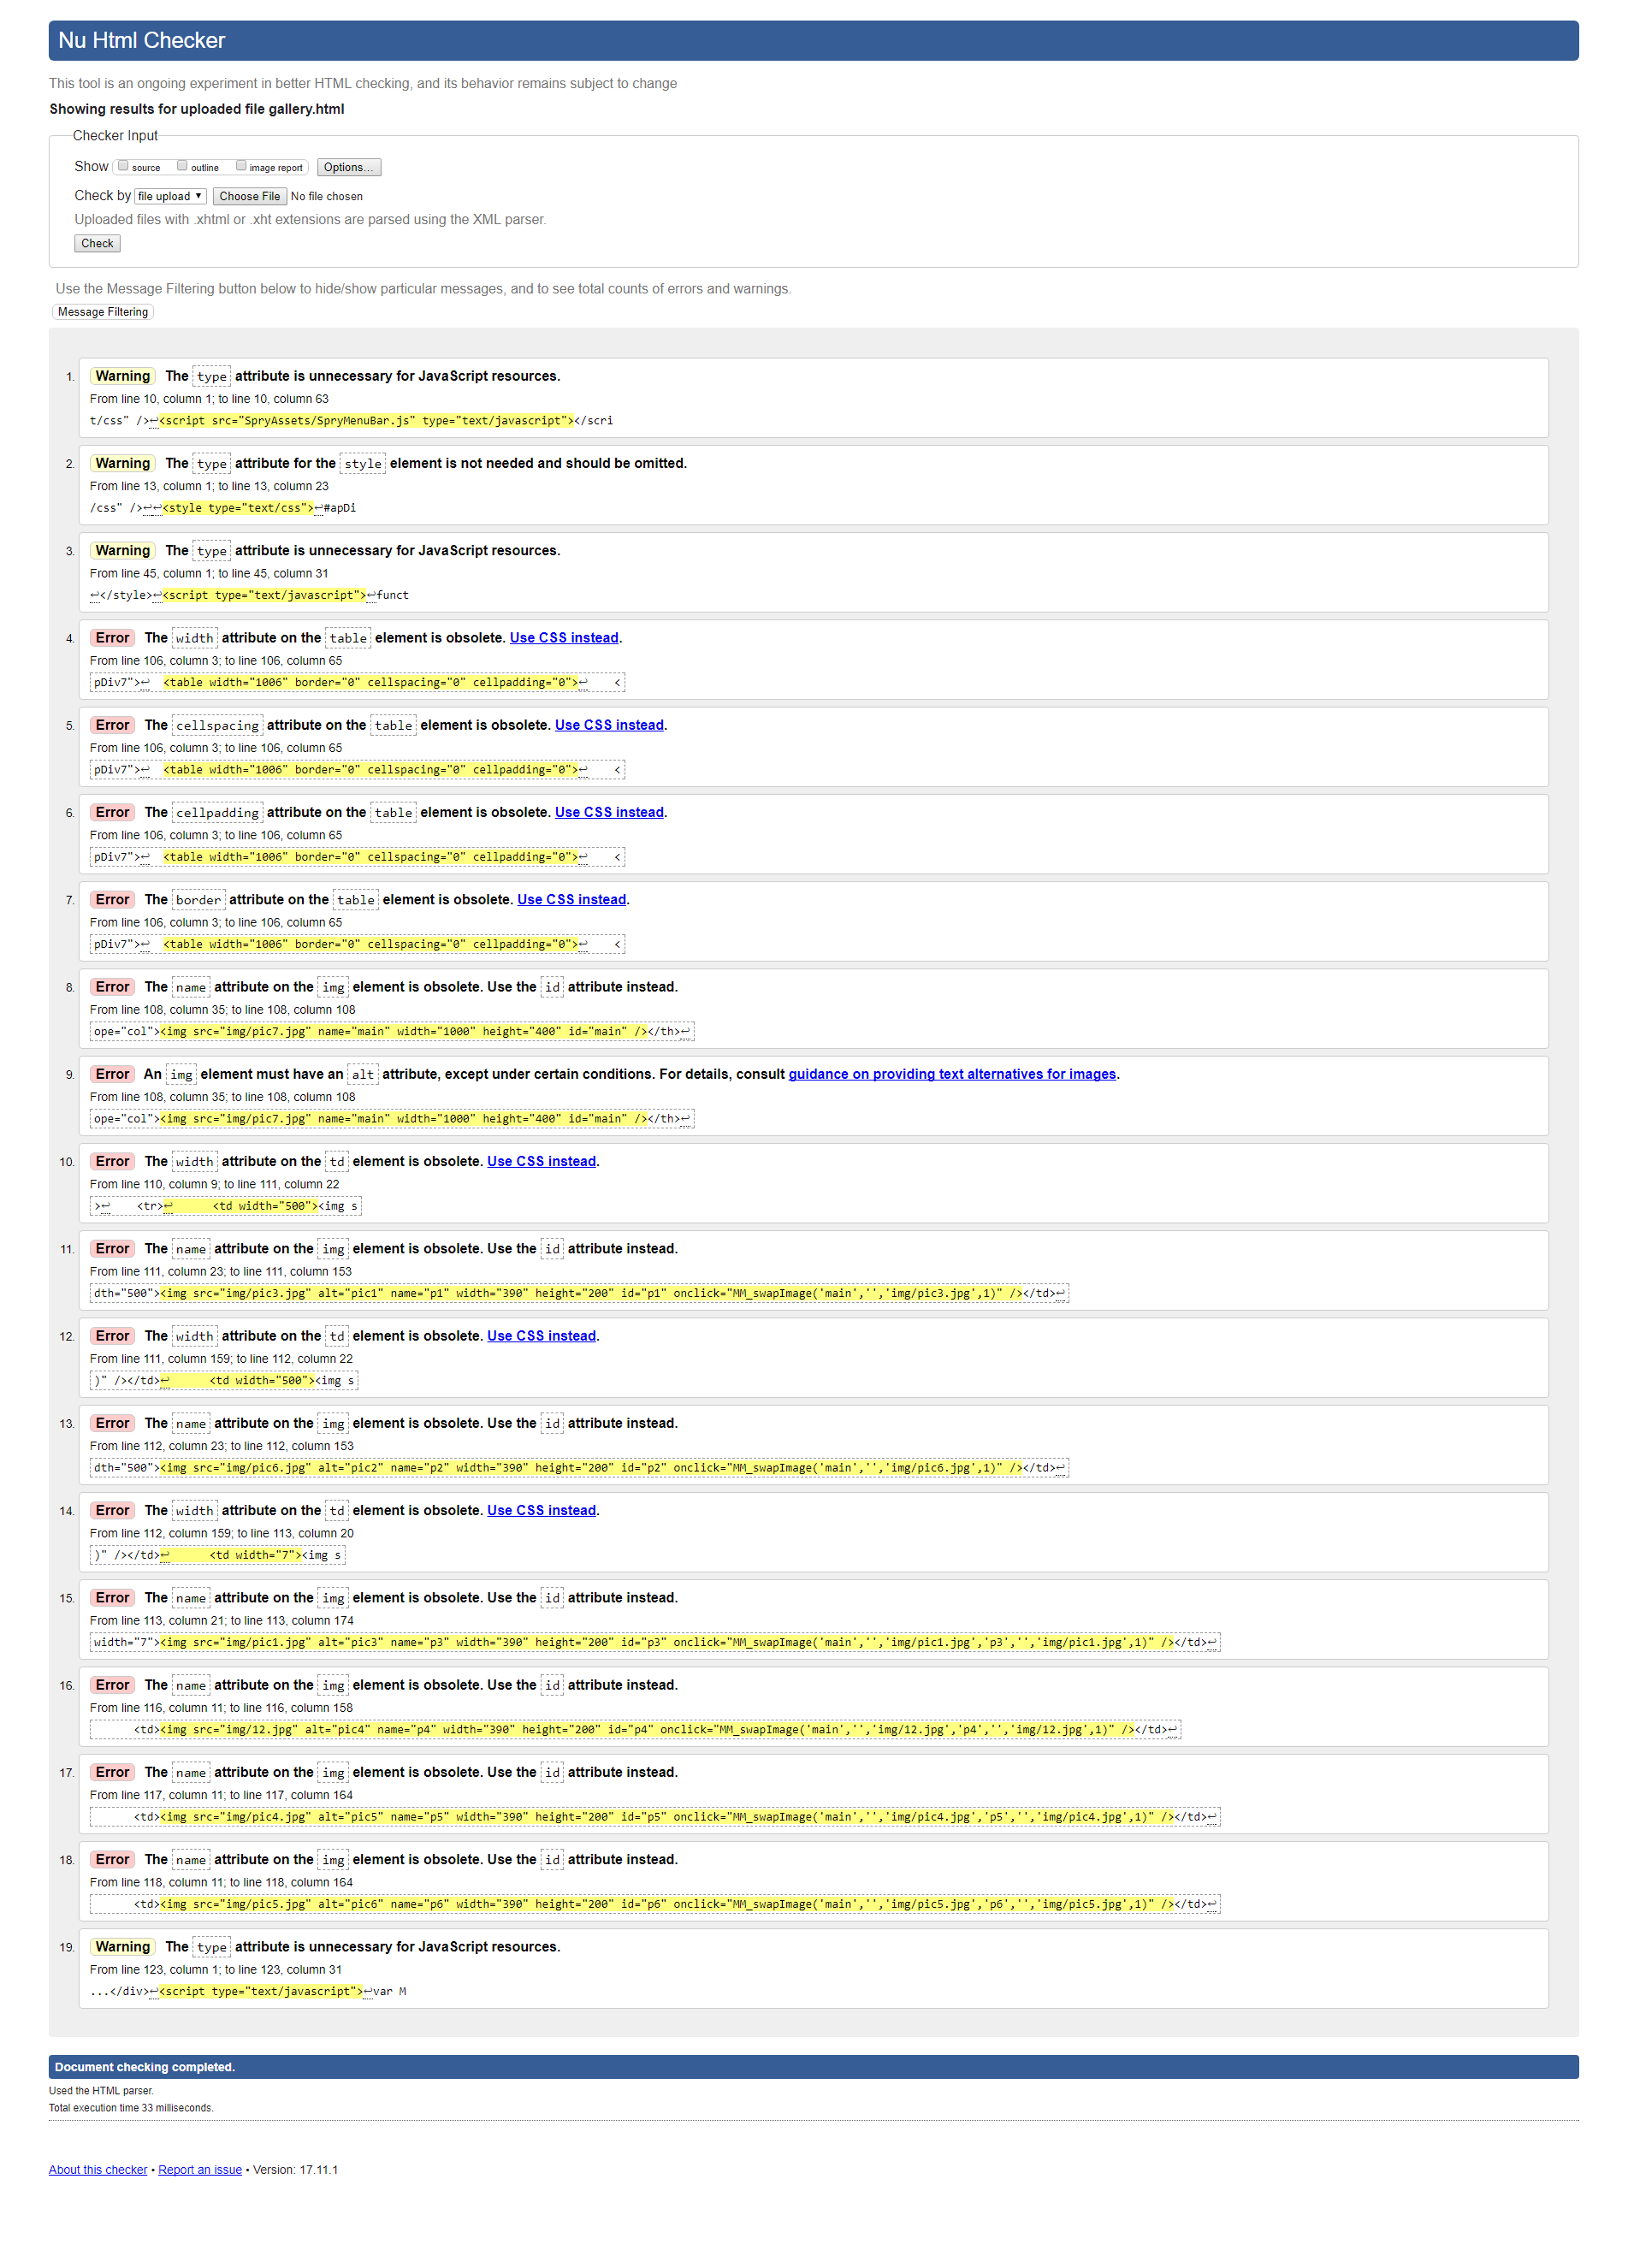 Nu Html Checker
This tool is an ongoing experiment in better HTML checking, and its behavior remains subject to change
Showing results for uploaded file gallery.html
Checker Input
Show source outline image report Options...
Check by file upload ▼ Choose File No file chosen
Uploaded files with .xhtml or .xht extensions are parsed using the XML parser.
Check
Use the Message Filtering button below to hide/show particular messages, and to see total counts of errors and warnings.
Message Filtering
1. Warning The type attribute is unnecessary for JavaScript resources.
From line 10, column 1; to line 10, column 63
t/css" />↩<script src="SpryAssets/SpryMenuBar.js" type="text/javascript"></scri
2. Warning The type attribute for the style element is not needed and should be omitted.
From line 13, column 1; to line 13, column 23
/css" />↩↩<style type="text/css">↩#apDi
3. Warning The type attribute is unnecessary for JavaScript resources.
From line 45, column 1; to line 45, column 31
↩</style>↩<script type="text/javascript">↩funct
4. Error The width attribute on the table element is obsolete. Use CSS instead.
From line 106, column 3; to line 106, column 65
pDiv7">↩  <table width="1006" border="0" cellspacing="0" cellpadding="0">↩    <
5. Error The cellspacing attribute on the table element is obsolete. Use CSS instead.
From line 106, column 3; to line 106, column 65
pDiv7">↩  <table width="1006" border="0" cellspacing="0" cellpadding="0">↩    <
6. Error The cellpadding attribute on the table element is obsolete. Use CSS instead.
From line 106, column 3; to line 106, column 65
pDiv7">↩  <table width="1006" border="0" cellspacing="0" cellpadding="0">↩    <
7. Error The border attribute on the table element is obsolete. Use CSS instead.
From line 106, column 3; to line 106, column 65
pDiv7">↩  <table width="1006" border="0" cellspacing="0" cellpadding="0">↩    <
8. Error The name attribute on the img element is obsolete. Use the id attribute instead.
From line 108, column 35; to line 108, column 108
ope="col"><img src="img/pic7.jpg" name="main" width="1000" height="400" id="main" /></th>↩
9. Error An img element must have an alt attribute, except under certain conditions. For details, consult guidance on providing text alternatives for images.
From line 108, column 35; to line 108, column 108
ope="col"><img src="img/pic7.jpg" name="main" width="1000" height="400" id="main" /></th>↩
10. Error The width attribute on the td element is obsolete. Use CSS instead.
From line 110, column 9; to line 111, column 22
>↩    <tr>↩      <td width="500"><img s
11. Error The name attribute on the img element is obsolete. Use the id attribute instead.
From line 111, column 23; to line 111, column 153
dth="500"><img src="img/pic3.jpg" alt="pic1" name="p1" width="390" height="200" id="p1" onclick="MM_swapImage('main','','img/pic3.jpg',1)" /></td>↩
12. Error The width attribute on the td element is obsolete. Use CSS instead.
From line 111, column 159; to line 112, column 22
)" /></td>↩      <td width="500"><img s
13. Error The name attribute on the img element is obsolete. Use the id attribute instead.
From line 112, column 23; to line 112, column 153
dth="500"><img src="img/pic6.jpg" alt="pic2" name="p2" width="390" height="200" id="p2" onclick="MM_swapImage('main','','img/pic6.jpg',1)" /></td>↩
14. Error The width attribute on the td element is obsolete. Use CSS instead.
From line 112, column 159; to line 113, column 20
)" /></td>↩      <td width="7"><img s
15. Error The name attribute on the img element is obsolete. Use the id attribute instead.
From line 113, column 21; to line 113, column 174
width="7"><img src="img/pic1.jpg" alt="pic3" name="p3" width="390" height="200" id="p3" onclick="MM_swapImage('main','','img/pic1.jpg','p3','','img/pic1.jpg',1)" /></td>↩
16. Error The name attribute on the img element is obsolete. Use the id attribute instead.
From line 116, column 11; to line 116, column 158
<td><img src="img/12.jpg" alt="pic4" name="p4" width="390" height="200" id="p4" onclick="MM_swapImage('main','','img/12.jpg','p4','','img/12.jpg',1)" /></td>↩
17. Error The name attribute on the img element is obsolete. Use the id attribute instead.
From line 117, column 11; to line 117, column 164
<td><img src="img/pic4.jpg" alt="pic5" name="p5" width="390" height="200" id="p5" onclick="MM_swapImage('main','','img/pic4.jpg','p5','','img/pic4.jpg',1)" /></td>↩
18. Error The name attribute on the img element is obsolete. Use the id attribute instead.
From line 118, column 11; to line 118, column 164
<td><img src="img/pic5.jpg" alt="pic6" name="p6" width="390" height="200" id="p6" onclick="MM_swapImage('main','','img/pic5.jpg','p6','','img/pic5.jpg',1)" /></td>↩
19. Warning The type attribute is unnecessary for JavaScript resources.
From line 123, column 1; to line 123, column 31
...</div>↩<script type="text/javascript">↩var M
Document checking completed.
Used the HTML parser.
Total execution time 33 milliseconds.
About this checker • Report an issue • Version: 17.11.1